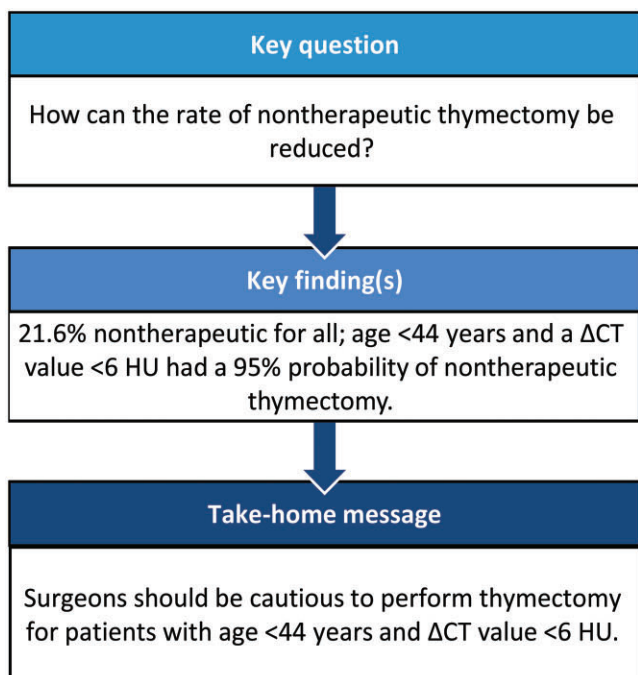 Key question
How can the rate of nontherapeutic thymectomy be
reduced?
Key finding(s)
21.6% nontherapeutic for all; age <44 years and a ΔCT
value <6 HU had a 95% probability of nontherapeutic
thymectomy.
Take-home message
Surgeons should be cautious to perform thymectomy
for patients with age <44 years and ΔCT value <6 HU.